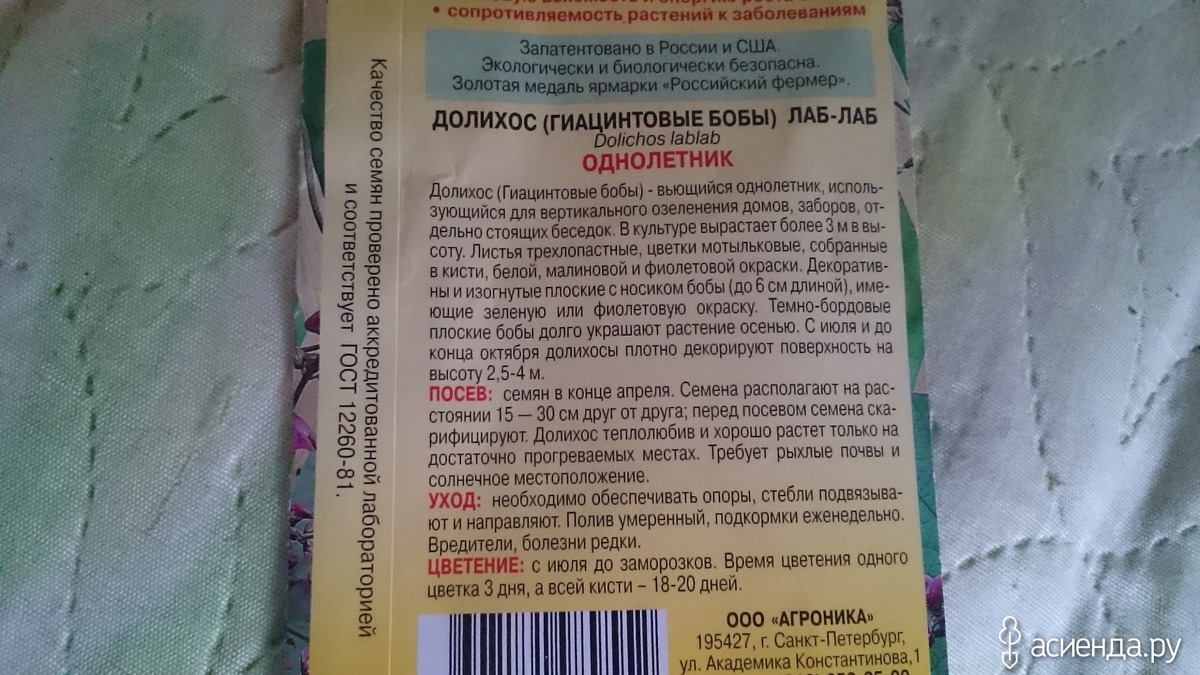 • сопротивляемость растений к заболеваниям
Запатентовано в России и США.
Экологически и биологически безопасна.
Золотая медаль ярмарки «Российский фермер».
ДОЛИХОС (ГИАЦИНТОВЫЕ БОБЫ) ЛАБ-ЛАБ
Dolichos lablab
ОДНОЛЕТНИК
Долихос (Гиацинтовые бобы) - вьющийся однолетник, исполь-
зующийся для вертикального озеленения домов, заборов, от-
дельно стоящих беседок. В культуре вырастает более 3 м в вы-
соту. Листья трехлопастные, цветки мотыльковые, собранные
в кисти, белой, малиновой и фиолетовой окраски. Декоратив-
ны и изогнутые плоские с носиком бобы (до 6 см длиной), име-
ющие зеленую или фиолетовую окраску. Темно-бордовые
плоские бобы долго украшают растение осенью. С июля и до
конца октября долихосы плотно декорируют поверхность на
высоту 2,5-4 м.
ПОСЕВ: семян в конце апреля. Семена располагают на рас-
стоянии 15 — 30 см друг от друга; перед посевом семена ска-
рифицируют. Долихос теплолюбив и хорошо растет только на
достаточно прогреваемых местах. Требует рыхлые почвы и
солнечное местоположение.
УХОД: необходимо обеспечивать опоры, стебли подвязыва-
ют и направляют. Полив умеренный, подкормки еженедельно.
Вредители, болезни редки.
ЦВЕТЕНИЕ: с июля до заморозков. Время цветения одного
цветка 3 дня, а всей кисти – 18-20 дней.
ООО «АГРОНИКА»
195427, г. Санкт-Петербург,
ул. Академика Константинова,1
Качество семян проверено аккредитованной лабораторией
и соответствует ГОСТ 12260-81.
асиенда.ру